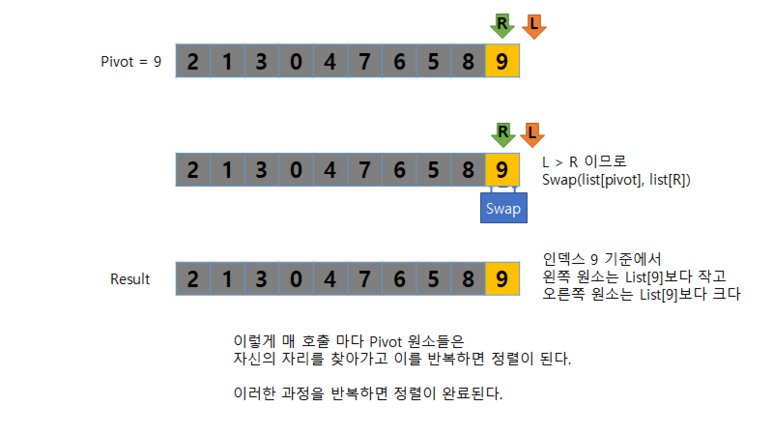 R L
Pivot = 9
2 1 3 0 4 7 6 5 8 9
R L
2 1 3 0 4 7 6 5 8 9
L > R 이므로
Swap(list[pivot], list[R])
Swap
Result
2 1 3 0 4 7 6 5 8 9
인덱스 9 기준에서
왼쪽 원소는 List[9]보다 작고
오른쪽 원소는 List[9]보다 크다
이렇게 매 호출 마다 Pivot 원소들은
자신의 자리를 찾아가고 이를 반복하면 정렬이 된다.
이러한 과정을 반복하면 정렬이 완료된다.